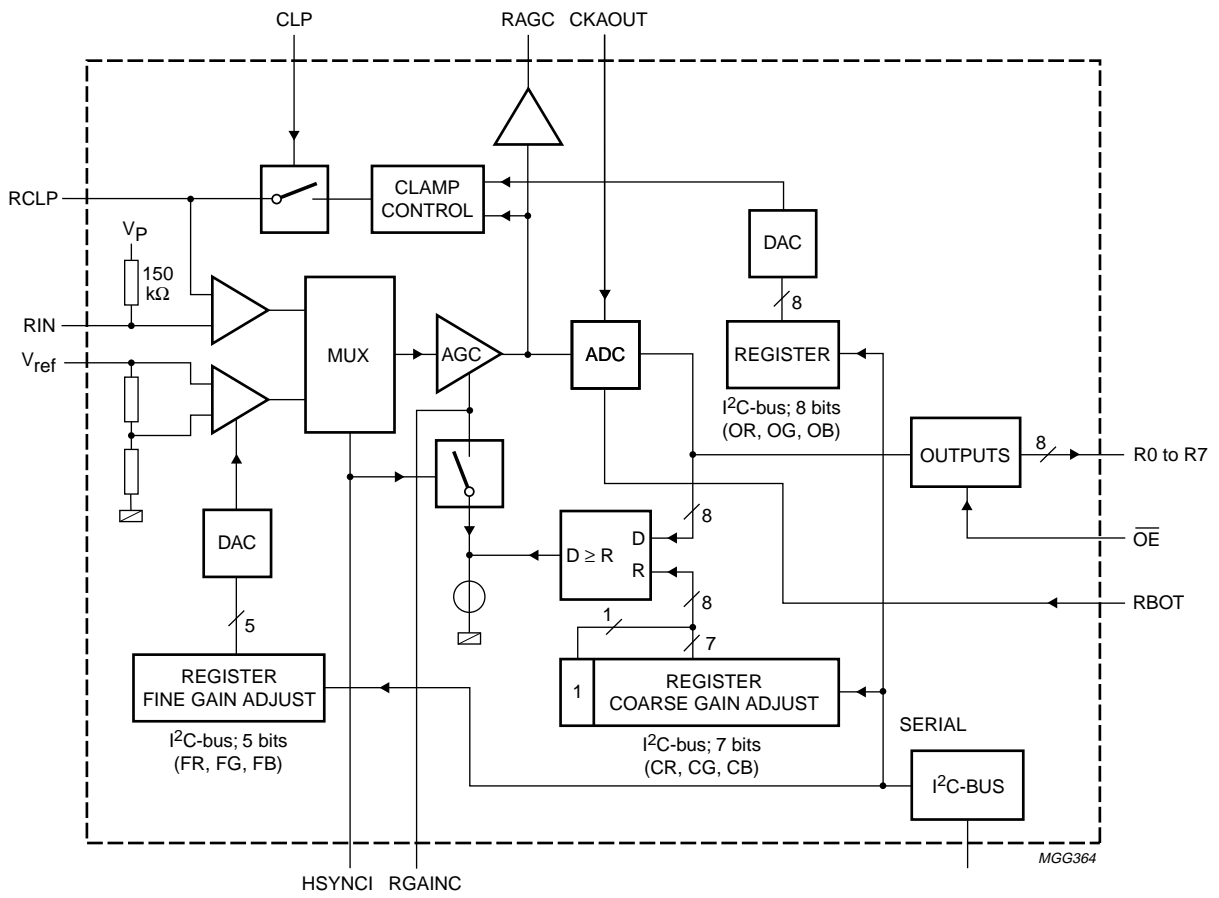 CLP
RAGC
CKAOUT
RCLP
CLAMP
CONTROL
VP
150
kΩ
DAC
8
RIN
MUX
AGC
ADC
REGISTER
Vref
I²C-bus; 8 bits
(OR, OG, OB)
OUTPUTS
8
R0 to R7
DAC
8
D ≥ R
D
R
OE
8
RBOT
5
1
7
REGISTER
FINE GAIN ADJUST
1
REGISTER
COARSE GAIN ADJUST
I²C-bus; 5 bits
(FR, FG, FB)
I²C-bus; 7 bits
(CR, CG, CB)
SERIAL
I²C-BUS
MGG364
HSYNCI
RGAINC